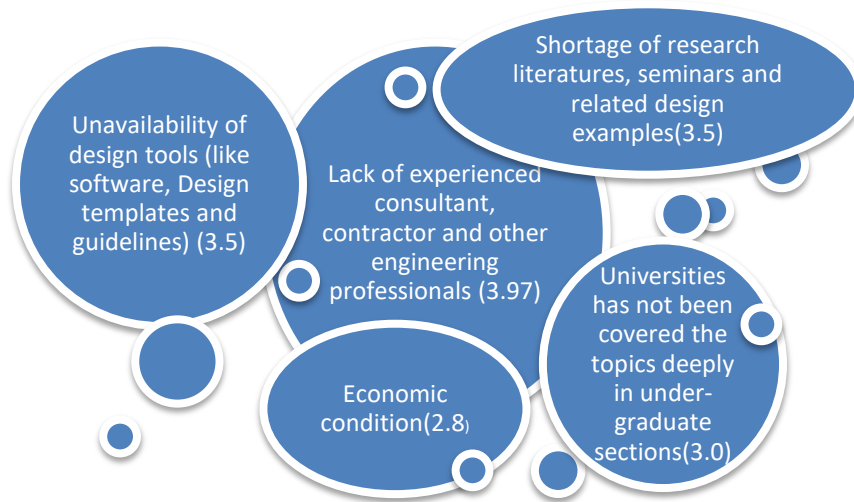 Shortage of research
literatures, seminars and
related design
examples(3.5)
Unavailability of
design tools (like
software, Design
templates and
guidelines) (3.5)
Lack of experienced
consultant,
contractor and other
engineering
professionals (3.97)
Universities
has not been
covered the
topics deeply
in under-
graduate
sections(3.0)
Economic
condition(2.8)